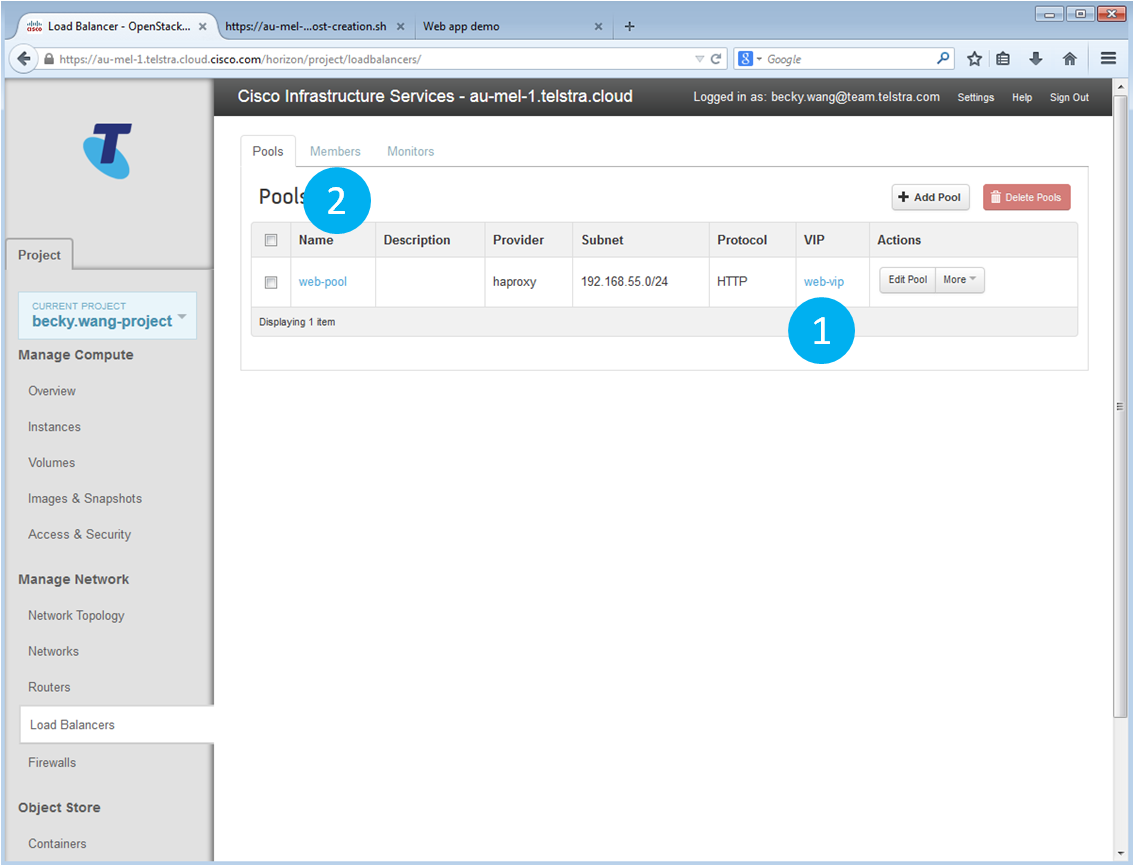 Load Balancer - OpenStack... × https://au-mel-...ost-creation.sh × Web app demo × +
https://au-mel-1.telstra.cloud.cisco.com/horizon/project/loadbalancers/ 8 Google
cisco
Cisco Infrastructure Services - au-mel-1.telstra.cloud Logged in as: becky.wang@team.telstra.com Settings Help Sign Out
T
Project
CURRENT PROJECT
becky.wang-project
Manage Compute
Overview
Instances
Volumes
Images & Snapshots
Access & Security
Manage Network
Network Topology
Networks
Routers
Load Balancers
Firewalls
Object Store
Containers
Pools Members Monitors
Pools 2 + Add Pool Delete Pools
Name Description Provider Subnet Protocol VIP Actions
web-pool haproxy 192.168.55.0/24 HTTP web-vip Edit Pool More
Displaying 1 item
1